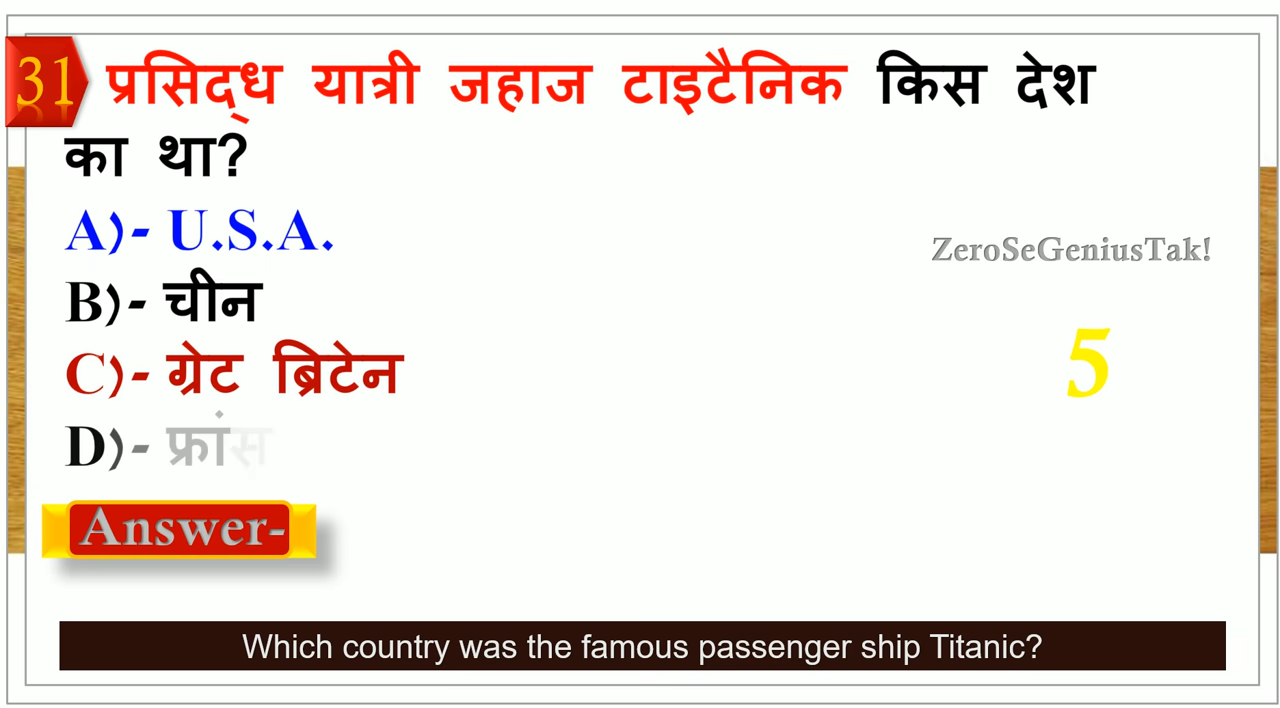 31 प्रसिद्ध यात्री जहाज टाइटैनिक किस देश
का था?
A)- U.S.A.
ZeroSeGeniusTak!
B)- चीन
5
C)- ग्रेट ब्रिटेन
D)- फ्रांस
Answer-
Which country was the famous passenger ship Titanic?